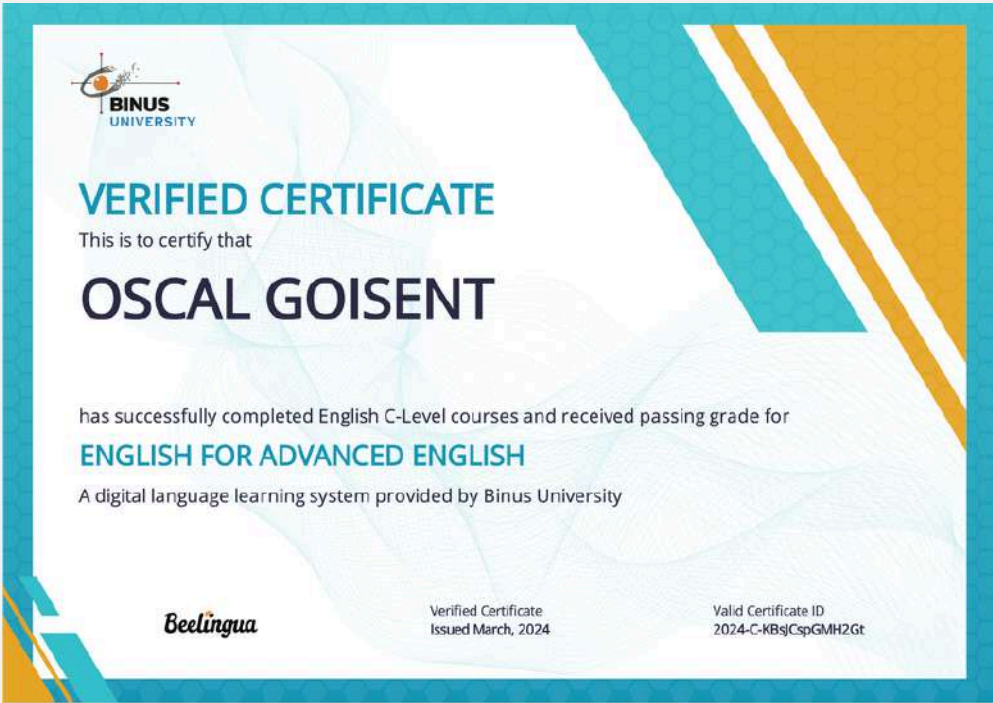 BINUS
UNIVERSITY
VERIFIED CERTIFICATE
This is to certify that
OSCAL GOISENT
has successfully completed English C-Level courses and received passing grade for
ENGLISH FOR ADVANCED ENGLISH
A digital language learning system provided by Binus University
Beelingua
Verified Certificate
Issued March, 2024
Valid Certificate ID
2024-C-KBsJCspGMH2Gt